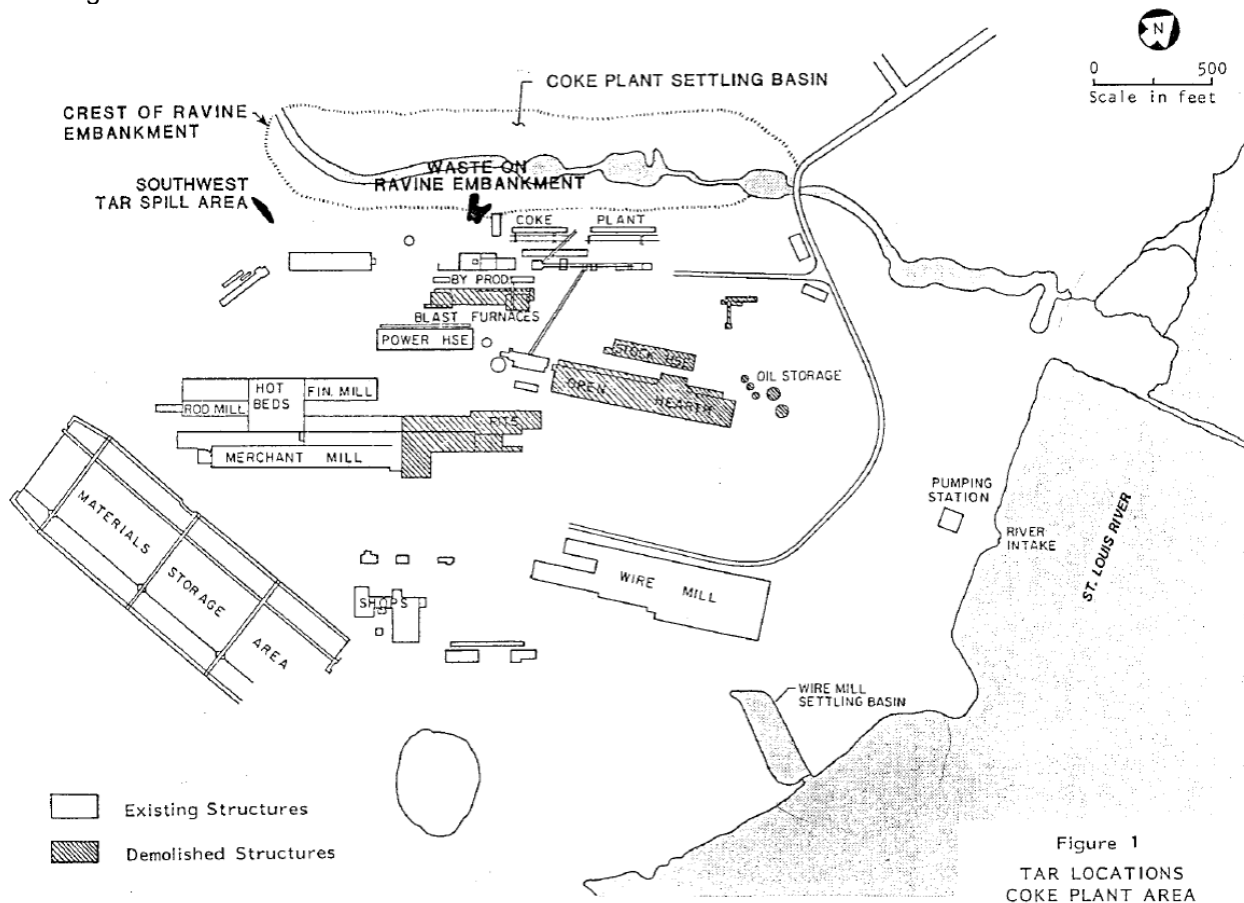 N
0 500
Scale in feet
COKE PLANT SETTLING BASIN
CREST OF RAVINE
EMBANKMENT
WASTE ON
RAVINE EMBANKMENT
SOUTHWEST
TAR SPILL AREA
COKE PLANT
BY PROD
BLAST FURNACES
POWER HSE
STOCK HSE
OPEN HEARTH
OIL STORAGE
HOT
BEDS
FIN. MILL
ROD MILL
PITS
MERCHANT MILL
MATERIALS
STORAGE
AREA
PUMPING
STATION
RIVER
INTAKE
ST. LOUIS RIVER
WIRE MILL
SHOPS
WIRE MILL
SETTLING BASIN
Existing Structures
Demolished Structures
Figure 1
TAR LOCATIONS
COKE PLANT AREA